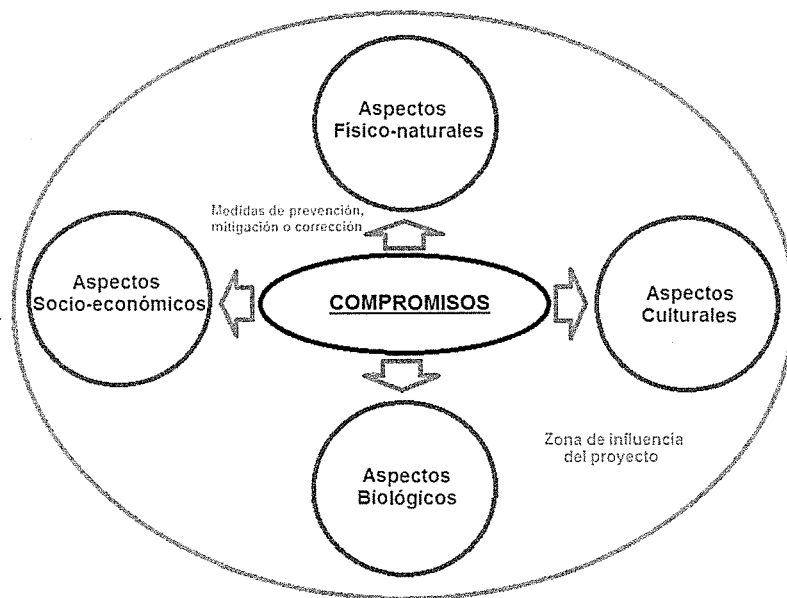 Aspectos
Físico-naturales
Medidas de prevención,
mitigación o corrección
Aspectos
Socio-económicos
COMPROMISOS
Aspectos
Culturales
Zona de influencia
del proyecto
Aspectos
Biológicos